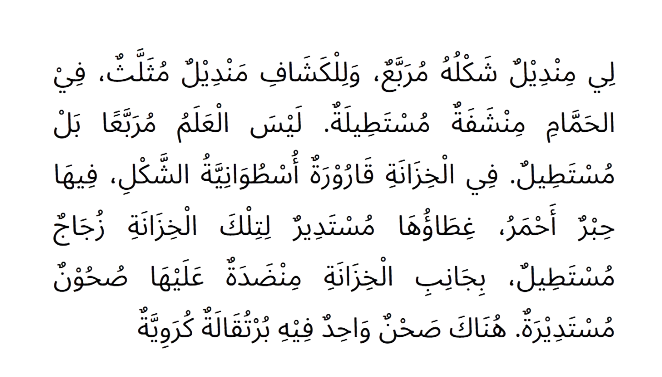 لِي مِنْدِيْلٌ شَكْلُهُ مُرَبَّعٌ، وَلِلْكَشَافِ مَنْدِيْلٌ مُثَلَّثٌ، فِيْ
الحَمَّامِ مِنْشَفَةٌ مُسْتَطِيلَةٌ. لَيْسَ الْعَلَمُ مُرَبَّعًا بَلْ
مُسْتَطِيلٌ. فِي الْخِزَانَةِ قَارُوْرَةٌ أُسْطُوَانِيَّةُ الشَّكْلِ، فِيهَا
حِبْرٌ أَحْمَرُ، غِطَاؤُهَا مُسْتَدِيرٌ لِتِلْكَ الْخِزَانَةِ زُجَاجٌ
مُسْتَطِيلٌ، بِجَانِبِ الْخِزَانَةِ مِنْضَدَةٌ عَلَيْهَا صُحُوْنٌ
مُسْتَدِيْرَةٌ. هُنَاكَ صَحْنٌ وَاحِدٌ فِيْهِ بُرْتُقَالَةٌ كُرَوِيَّةٌ